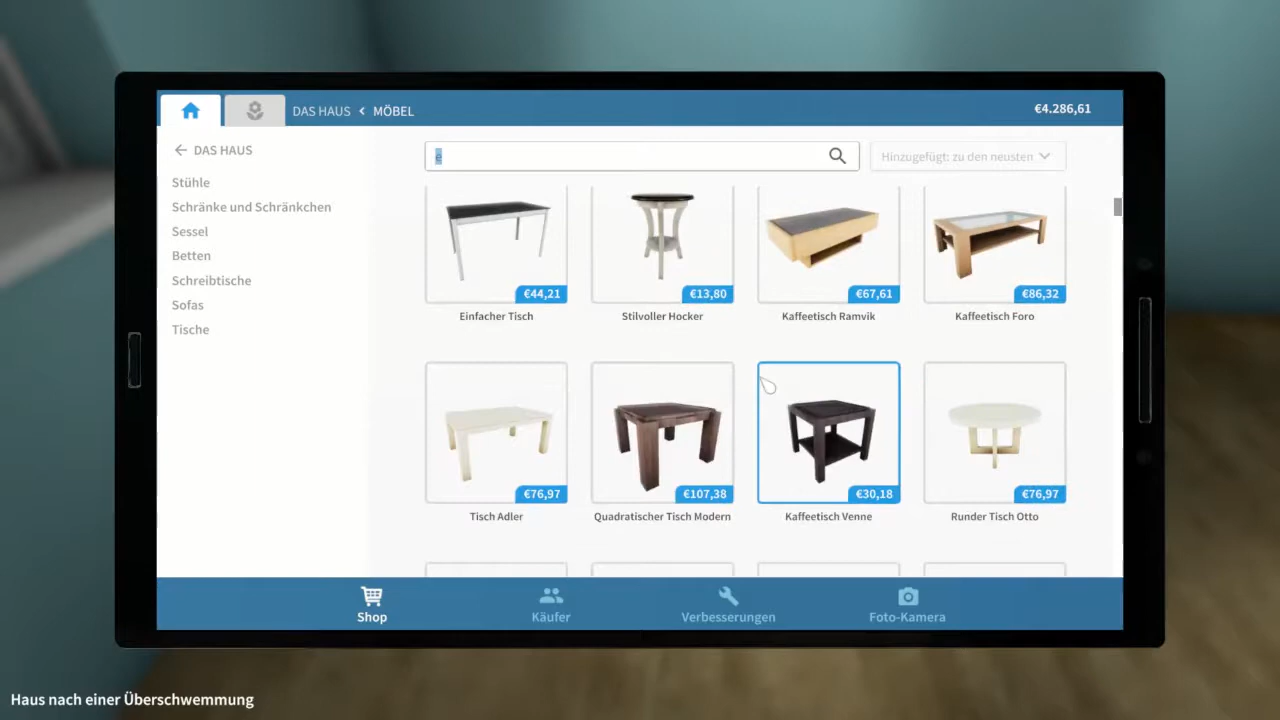 DAS HAUS < MÖBEL
€4.286,61
DAS HAUS
Stühle
Schränke und Schränkchen
Sessel
Betten
Schreibtische
Sofas
Tische
e
Hinzugefügt: zu den neusten
€44,21
€13,80
€67,61
€86,32
Einfacher Tisch
Stilvoller Hocker
Kaffeetisch Ramvik
Kaffeetisch Foro
€76,97
€107,38
€30,18
€76,97
Tisch Adler
Quadratischer Tisch Modern
Kaffeetisch Venne
Runder Tisch Otto
Shop
Käufer
Verbesserungen
Foto-Kamera
Haus nach einer Überschwemmung